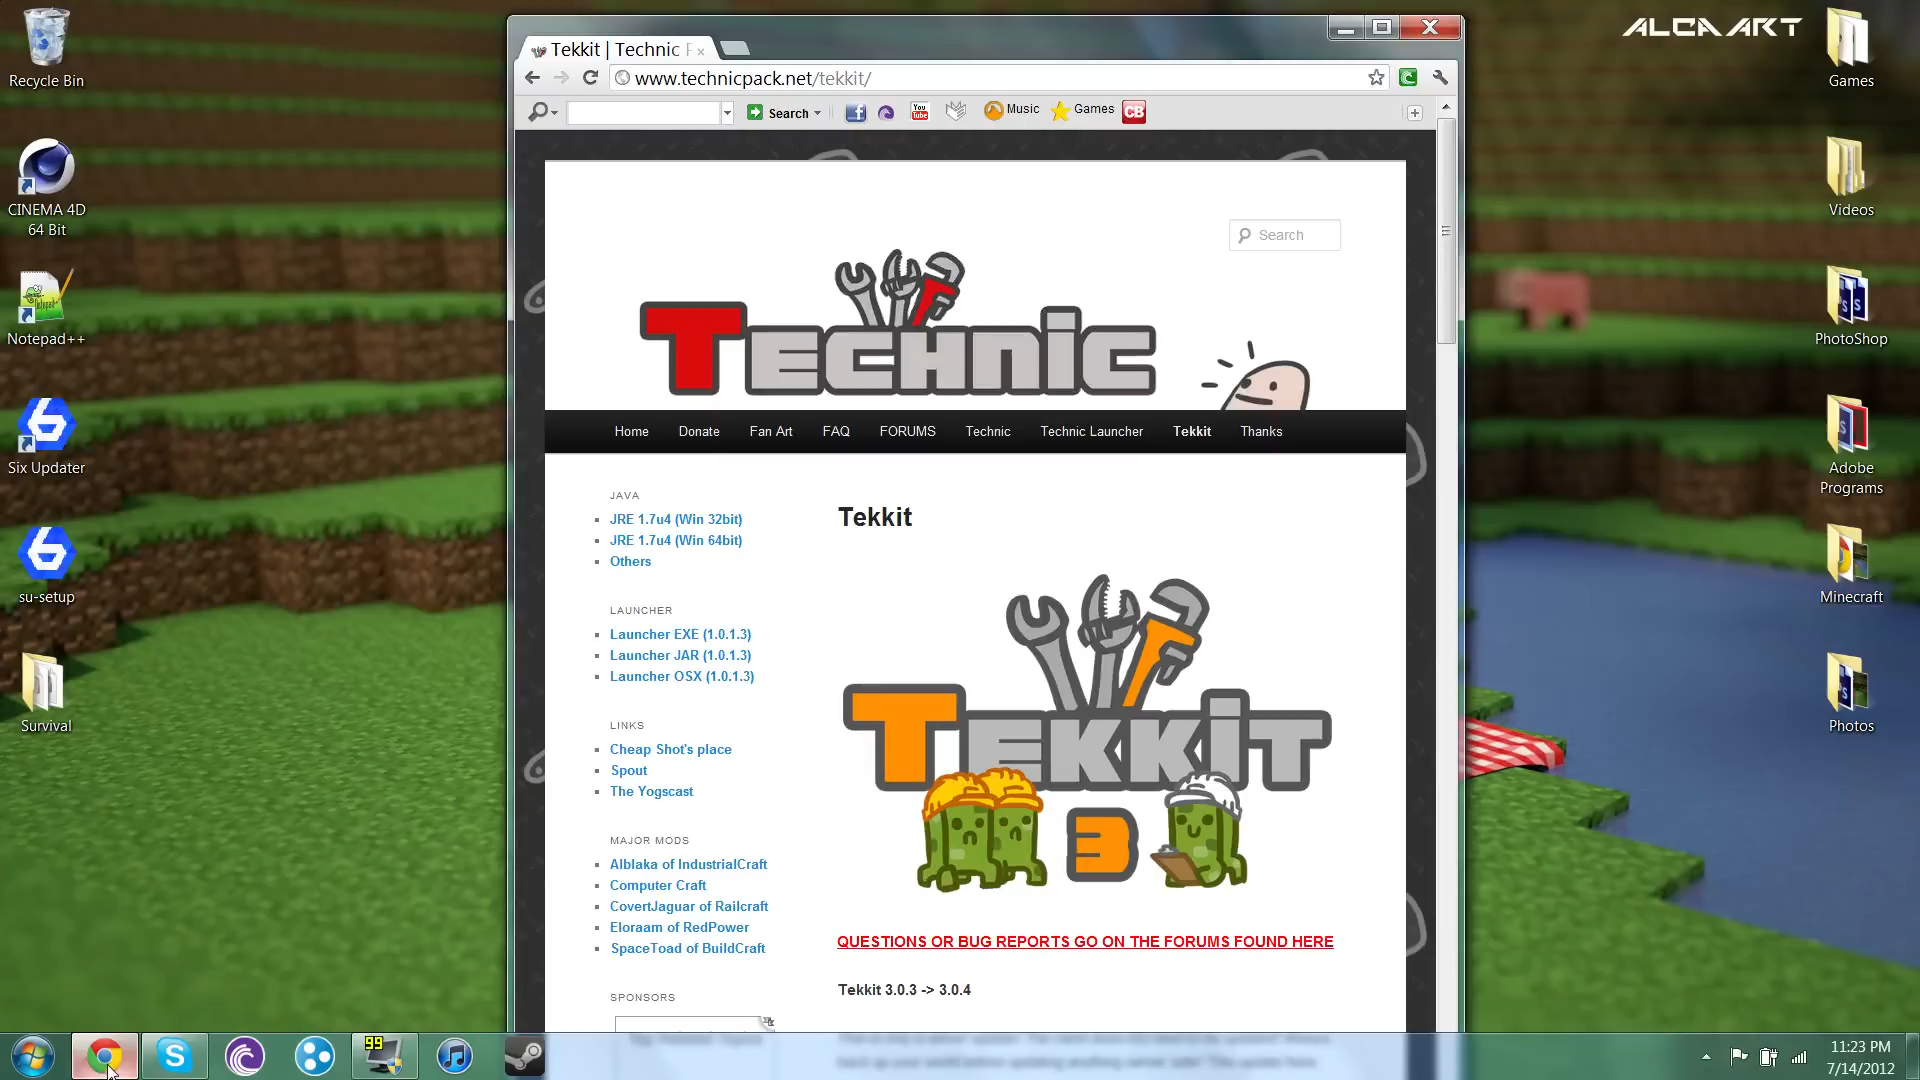 Recycle Bin
CINEMA 4D
64 Bit
Notepad++
Six Updater
su-setup
Survival
Tekkit | Technic P
www.technicpack.net/tekkit/
Search
You
Tube
Music
Games
CB
Search
TECHNIC
Home
Donate
Fan Art
FAQ
FORUMS
Technic
Technic Launcher
Tekkit
Thanks
JAVA
JRE 1.7u4 (Win 32bit)
JRE 1.7u4 (Win 64bit)
Others
LAUNCHER
Launcher EXE (1.0.1.3)
Launcher JAR (1.0.1.3)
Launcher OSX (1.0.1.3)
LINKS
Cheap Shot's place
Spout
The Yogscast
MAJOR MODS
Alblaka of IndustrialCraft
Computer Craft
CovertJaguar of Railcraft
Eloraam of RedPower
SpaceToad of BuildCraft
SPONSORS
Tekkit
TEKKIT
3
QUESTIONS OR BUG REPORTS GO ON THE FORUMS FOUND HERE
Tekkit 3.0.3 -> 3.0.4
ALCA ART
Games
Videos
PhotoShop
Adobe
Programs
Minecraft
Photos
99
11:23 PM
7/14/2012